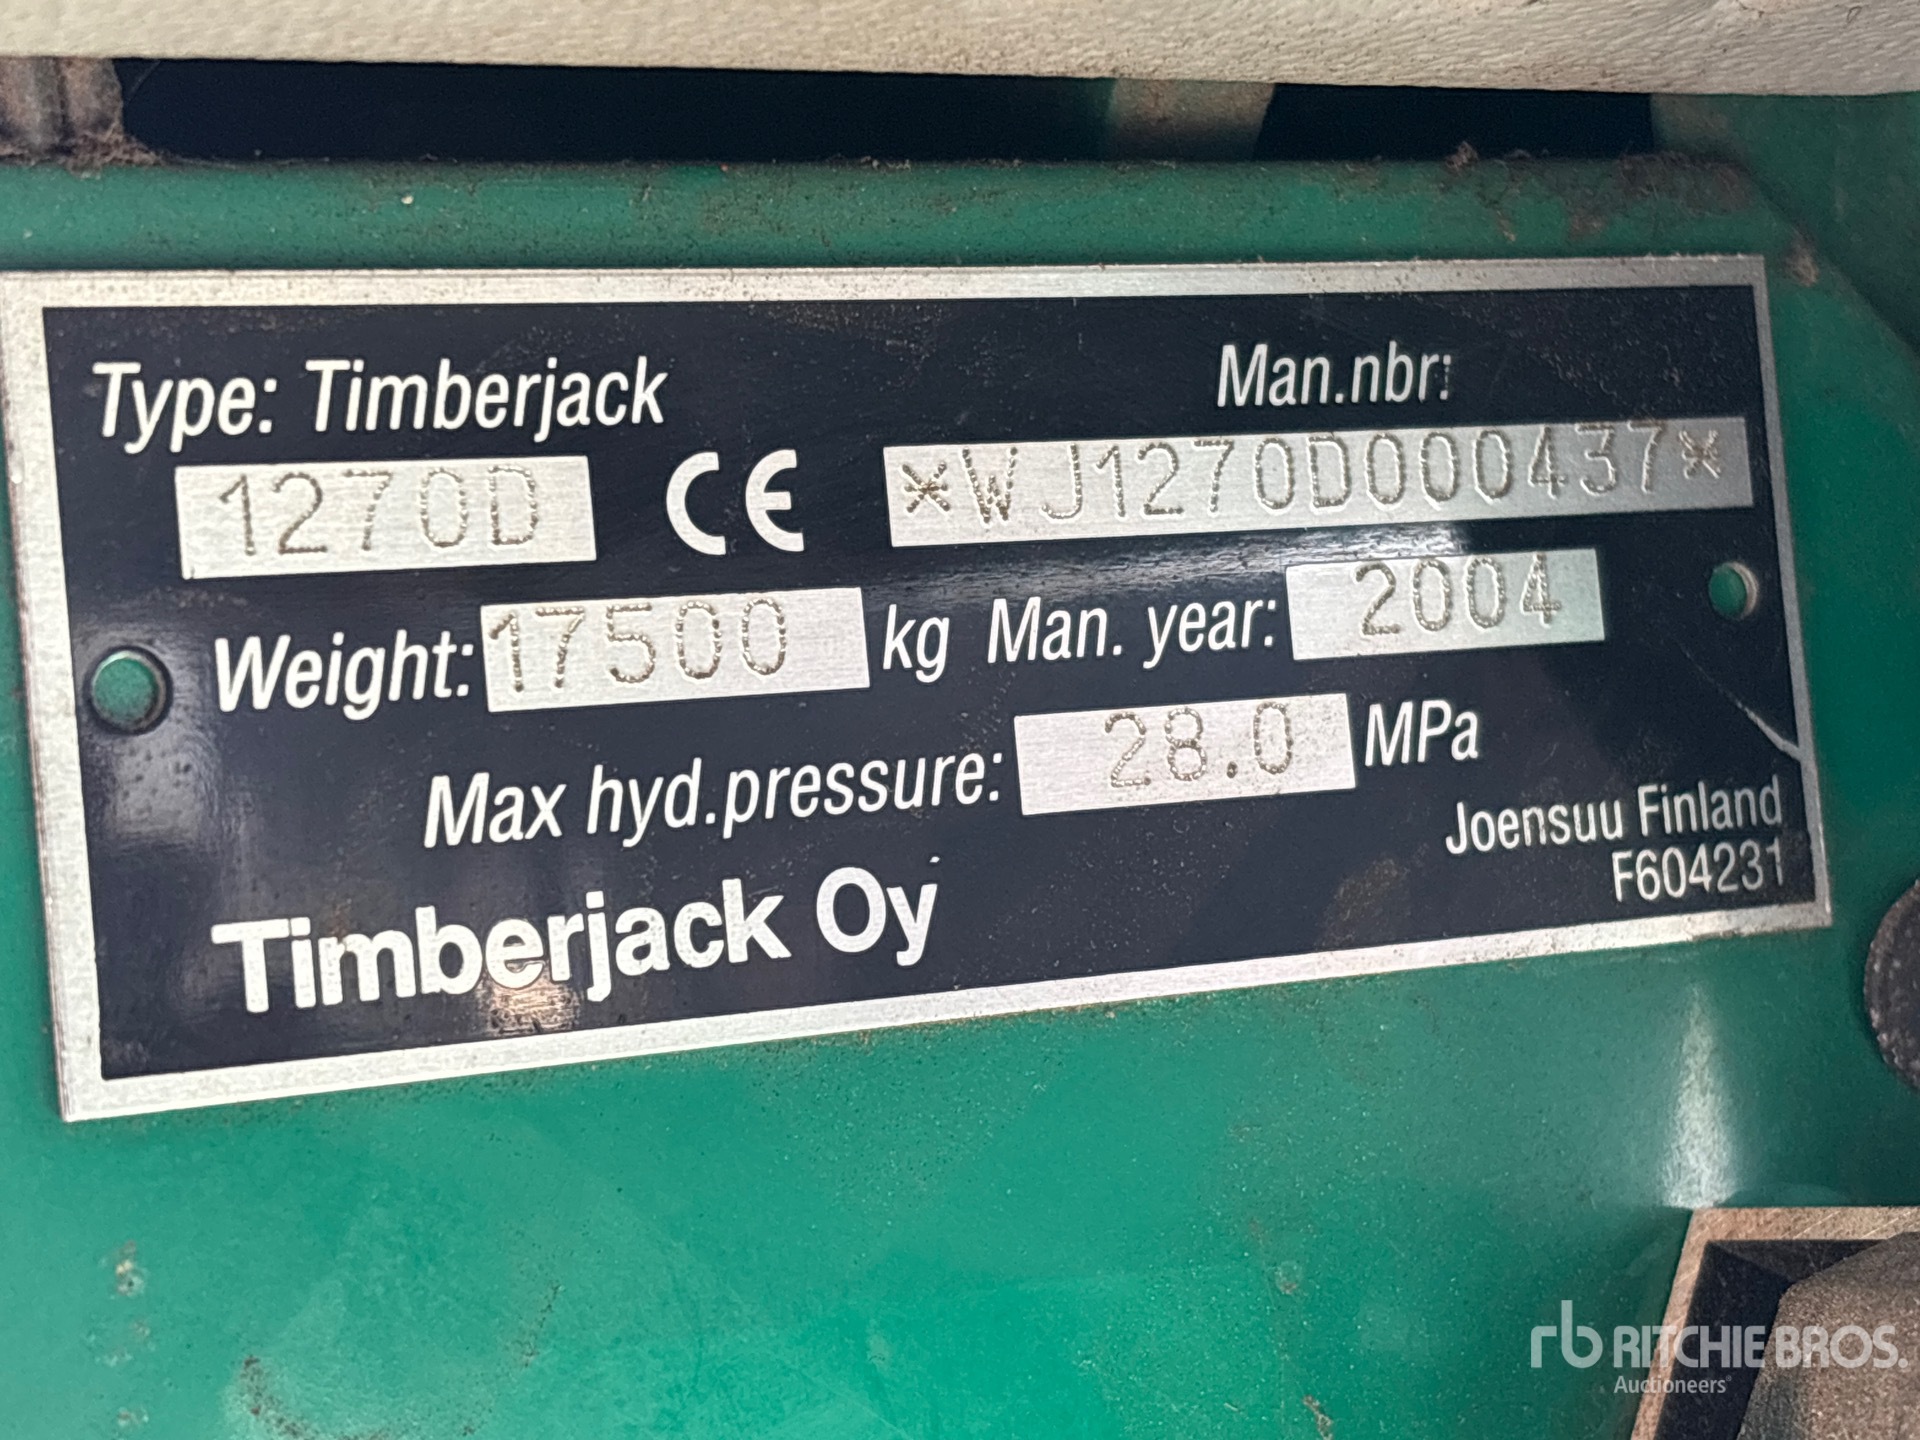 Type: Timberjack
Man.nbr:
1270D CE *WJ1270D000437*
Weight: 17500 kg Man. year: 2004
Max hyd.pressure: 28.0 MPa
Joensuu Finland
F604231
Timberjack Oy
rb RITCHIE BROS.
Auctioneers